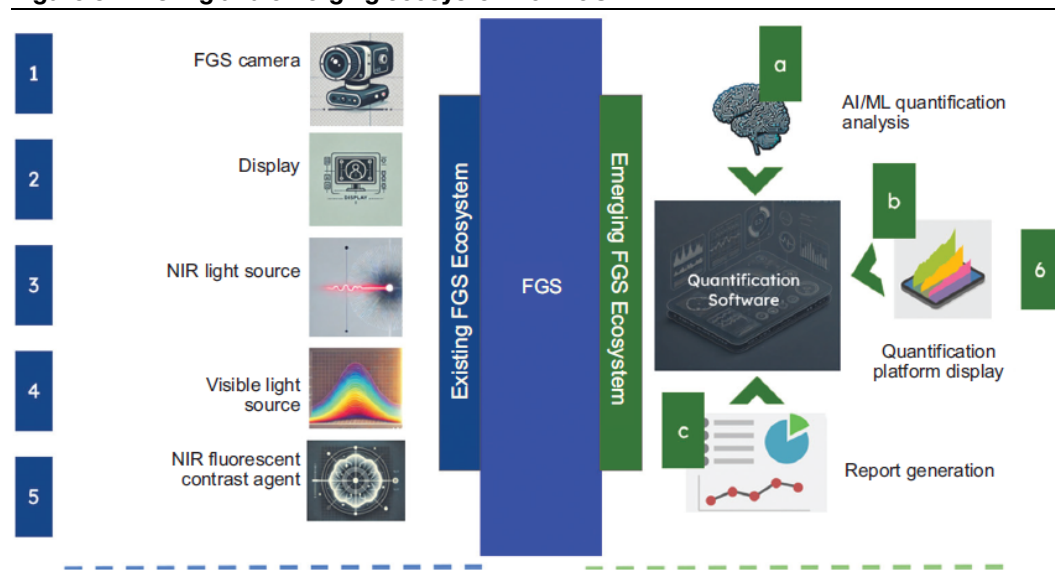 1
FGS camera
2
Display
DISPLAY
3
NIR light source
4
Visible light
source
5
NIR fluorescent
contrast agent
Existing FGS Ecosystem
FGS
Emerging FGS Ecosystem
a
AI/ML quantification
analysis
b
6
Quantification
Software
Quantification
platform display
c
Report generation